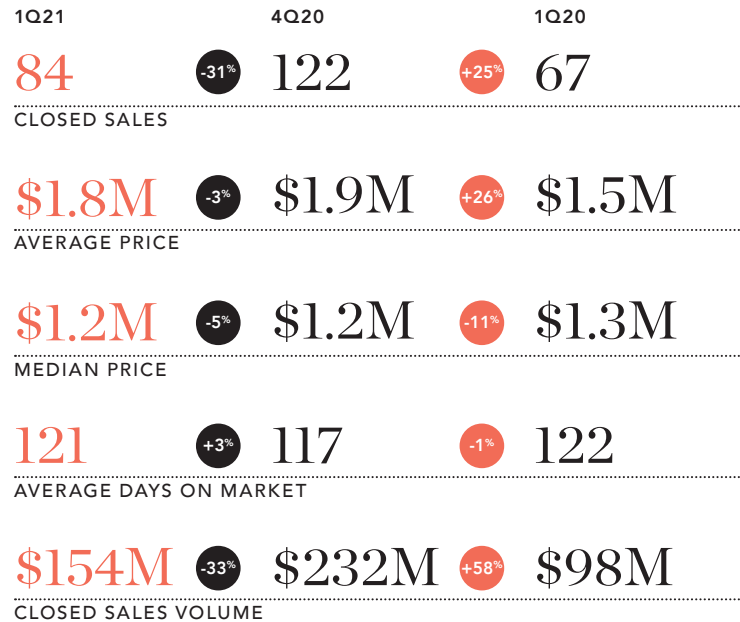 1Q21 4Q20 1Q20
84 -31% 122 +25% 67
CLOSED SALES
$1.8M -3% $1.9M +26% $1.5M
AVERAGE PRICE
$1.2M -5% $1.2M -11% $1.3M
MEDIAN PRICE
121 +3% 117 -1% 122
AVERAGE DAYS ON MARKET
$154M -33% $232M +58% $98M
CLOSED SALES VOLUME